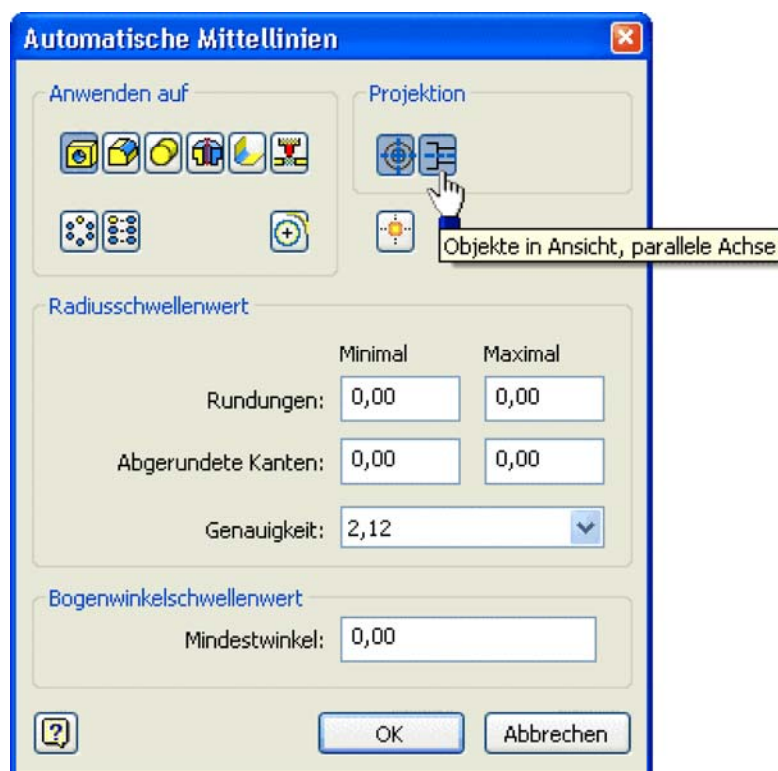 Automatische Mittellinien
Anwenden auf
Projektion
Objekte in Ansicht, parallele Achse
Radiusschwellenwert
Minimal Maximal
Rundungen: 0,00 0,00
Abgerundete Kanten: 0,00 0,00
Genauigkeit: 2,12
Bogenwinkelschwellenwert
Mindestwinkel: 0,00
OK Abbrechen